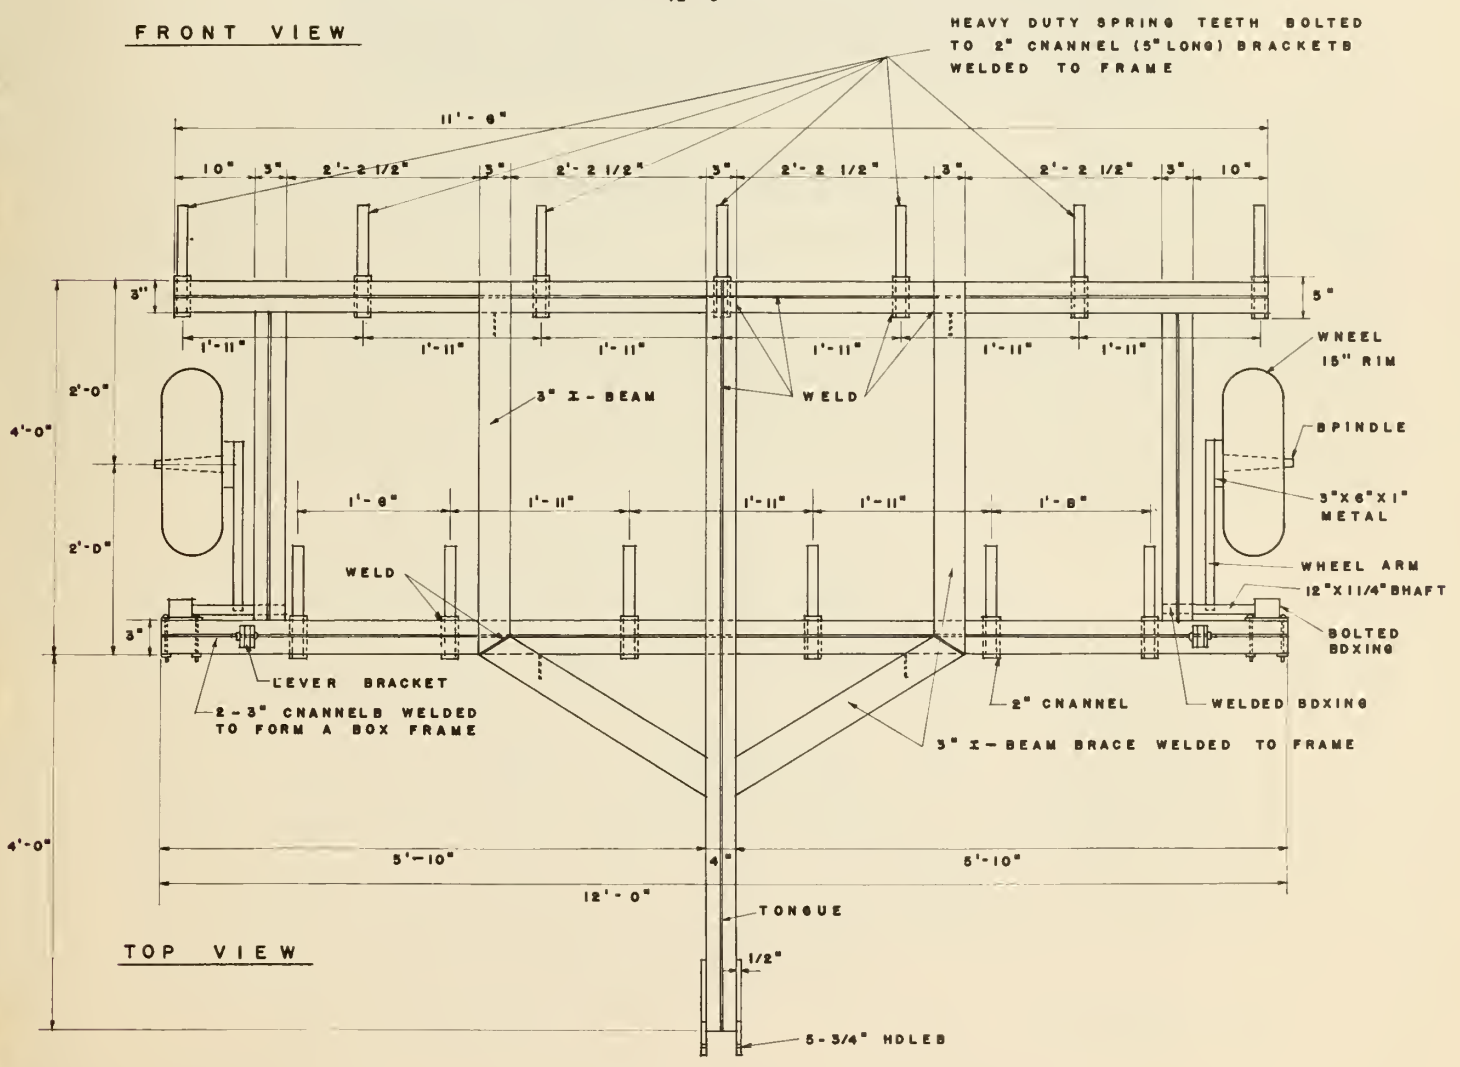 FRONT VIEW
HEAVY DUTY SPRING TEETH BOLTED
TO 2" CHANNEL (5" LONG) BRACKETS
WELDED TO FRAME
11'-6"
10" 3" 2'-2 1/2" 3" 2'-2 1/2" 3" 2'-2 1/2" 3" 2'-2 1/2" 3" 10"
3"
5"
1'-11" 1'-11" 1'-11" 1'-11" 1'-11" 1'-11"
WHEEL
15" RIM
2'-0"
3" I-BEAM
WELD
4'-0"
SPINDLE
1'-8" 1'-11" 1'-11" 1'-11" 1'-8"
3"X6"X1"
METAL
2'-0"
WELD
WHEEL ARM
12"X1 1/4" SHAFT
3"
BOLTED
BOXING
LEVER BRACKET
2-3" CHANNELS WELDED
TO FORM A BOX FRAME
2" CHANNEL
WELDED BOXING
3" I-BEAM BRACE WELDED TO FRAME
4'-0"
5'-10" 4" 5'-10"
12'-0"
TONGUE
TOP VIEW
1/2"
5-3/4" HOLES